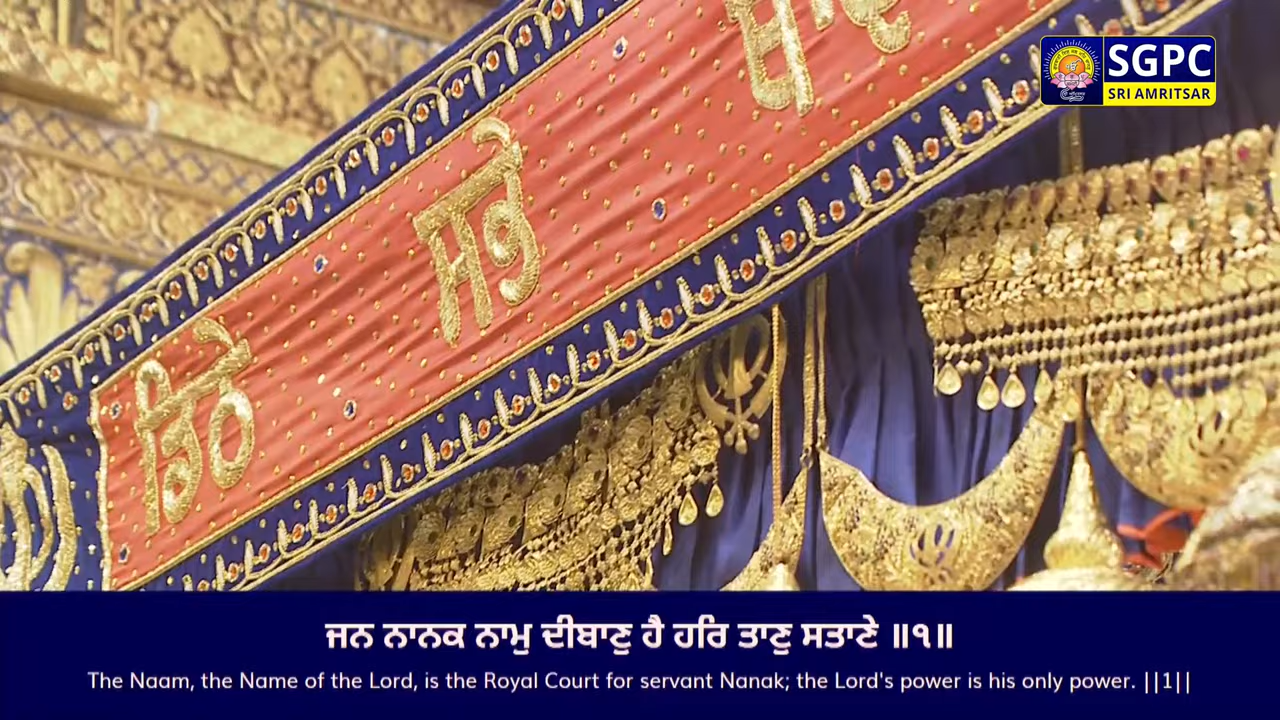 SGPC
SRI AMRITSAR
ਜਿਨੇ ਸਭੇ
ਜਨ ਨਾਨਕ ਨਾਮੁ ਦੀਬਾਣੁ ਹੈ ਹਰਿ ਤਾਣੁ ਸਤਾਣੇ ॥੧॥
The Naam, the Name of the Lord, is the Royal Court for servant Nanak; the Lord's power is his only power. ||1||